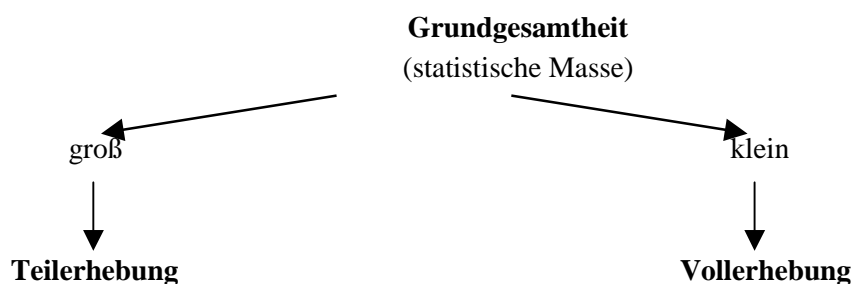 Grundgesamtheit
(statistische Masse)
groß
klein
Teilerhebung
Vollerhebung